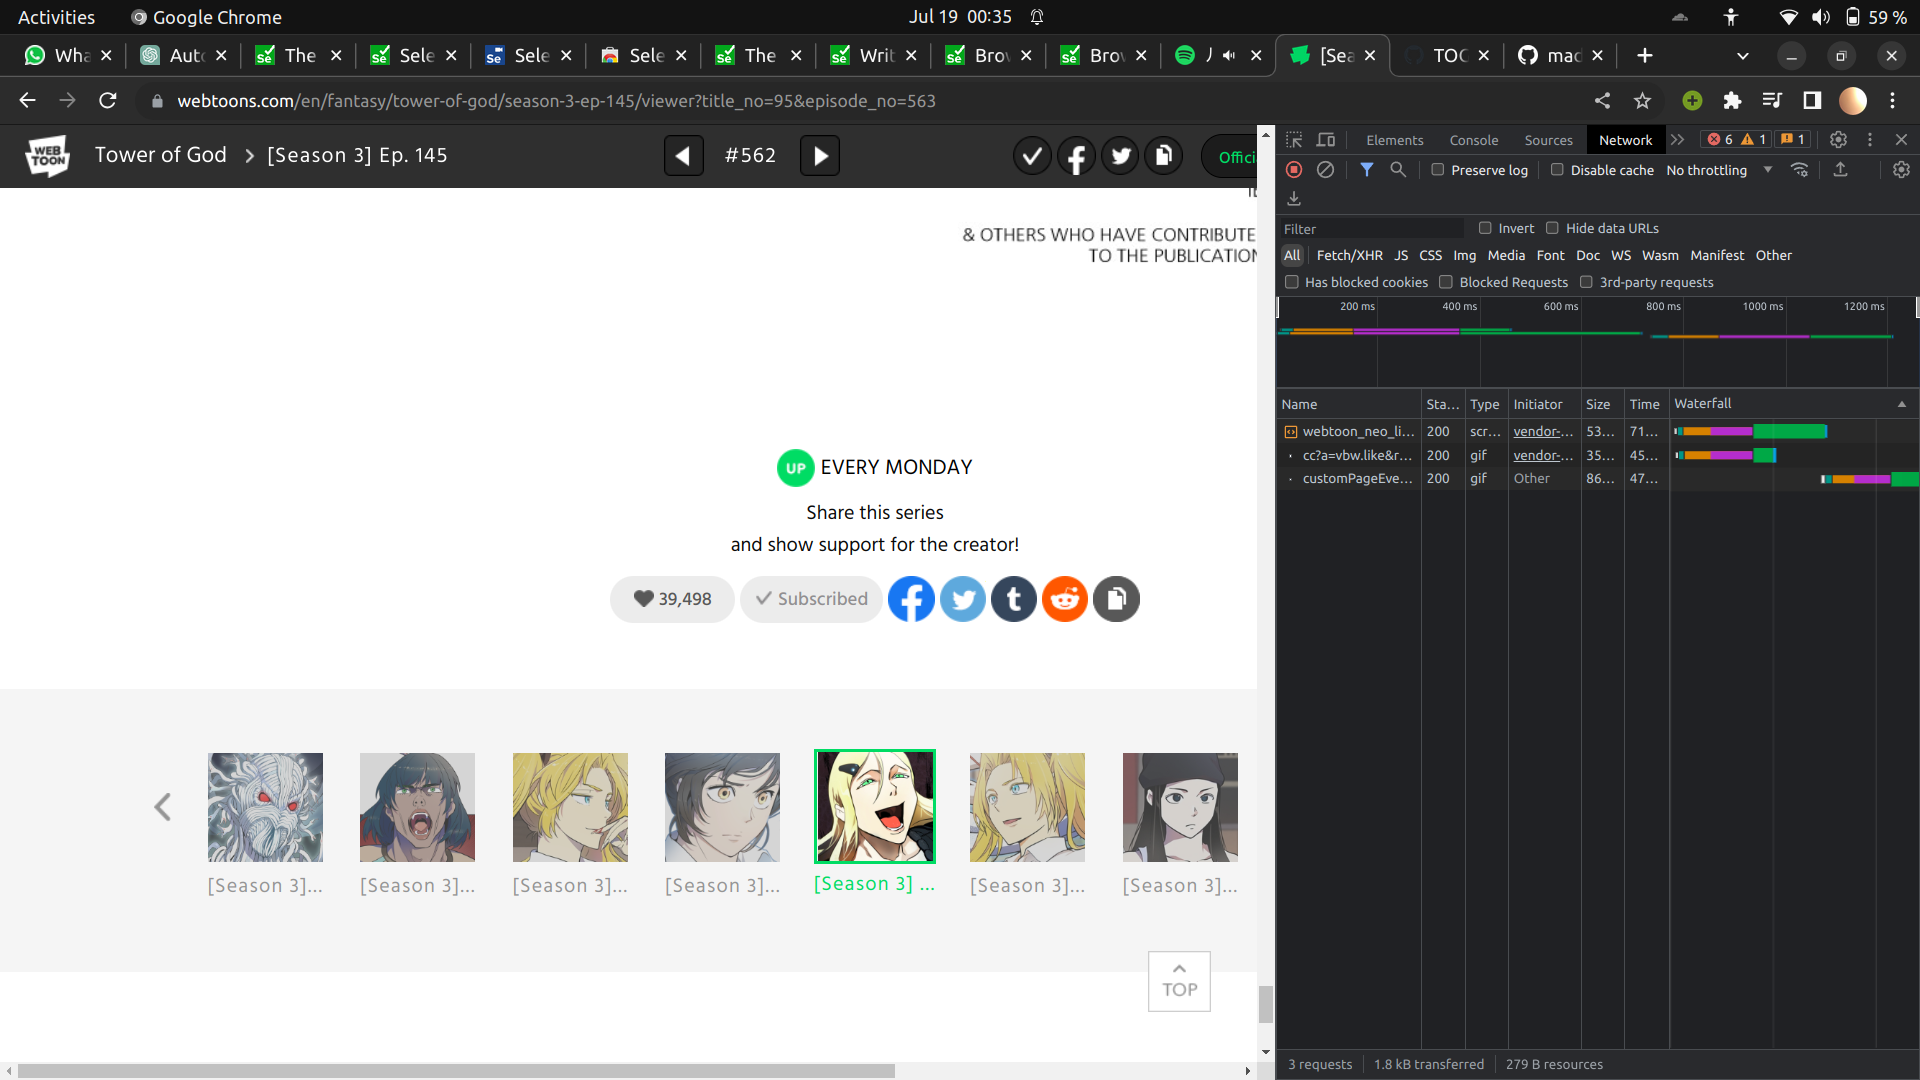 Activities
Google Chrome
Jul 19 00:35
59 %
Wha
Auto
The
Sele
Sele
Sele
The
Writ
Brow
Brow
[Sea
TOC
mad
webtoons.com/en/fantasy/tower-of-god/season-3-ep-145/viewer?title_no=95&episode_no=563
WEB TOON
Tower of God > [Season 3] Ep. 145
#562
Offici
& OTHERS WHO HAVE CONTRIBUTE
TO THE PUBLICATION
UP EVERY MONDAY
Share this series
and show support for the creator!
39,498
Subscribed
[Season 3]...
[Season 3]...
[Season 3]...
[Season 3]...
[Season 3] ...
[Season 3]...
[Season 3]...
TOP
Elements Console Sources Network
6 1 1
Preserve log
Disable cache
No throttling
Filter
Invert
Hide data URLs
All Fetch/XHR JS CSS Img Media Font Doc WS Wasm Manifest Other
Has blocked cookies
Blocked Requests
3rd-party requests
200 ms 400 ms 600 ms 800 ms 1000 ms 1200 ms
Name Sta... Type Initiator Size Time Waterfall
webtoon_neo_li... 200 scr... vendor-... 53... 71...
cc?a=vbw.like&r... 200 gif vendor-... 35... 45...
customPageEve... 200 gif Other 86... 47...
3 requests
1.8 kB transferred
279 B resources